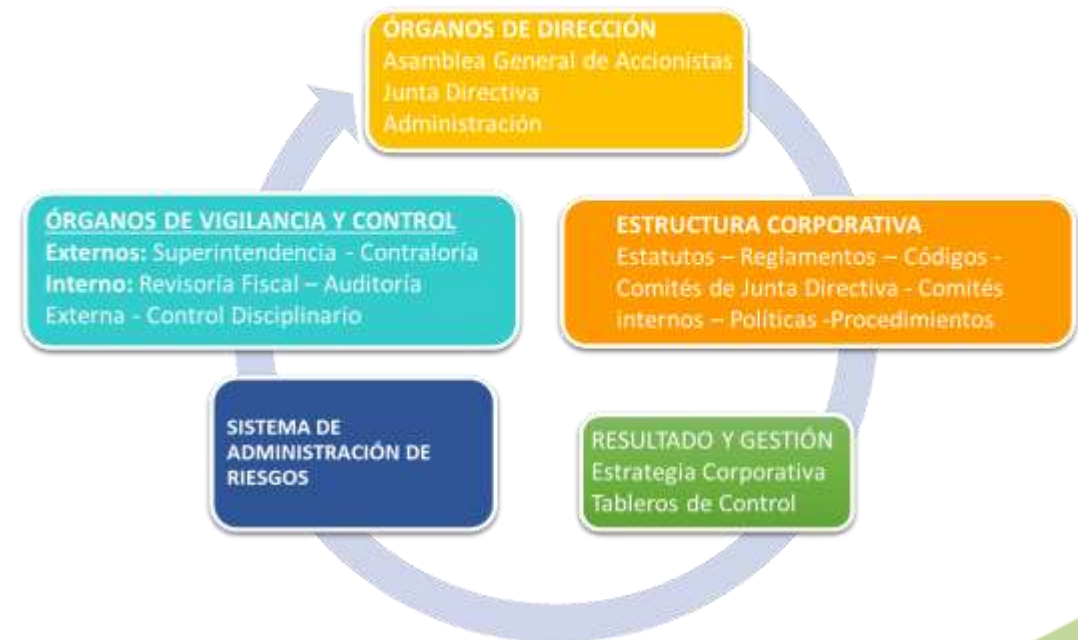 ÓRGANOS DE DIRECCIÓN
Asamblea General de Accionistas
Junta Directiva
Administración
ESTRUCTURA CORPORATIVA
Estatutos – Reglamentos – Códigos -
Comités de Junta Directiva - Comités
internos – Políticas -Procedimientos
RESULTADO Y GESTIÓN
Estrategia Corporativa
Tableros de Control
SISTEMA DE
ADMINISTRACIÓN DE
RIESGOS
ÓRGANOS DE VIGILANCIA Y CONTROL
Externos: Superintendencia - Contraloría
Interno: Revisoría Fiscal – Auditoría
Externa - Control Disciplinario